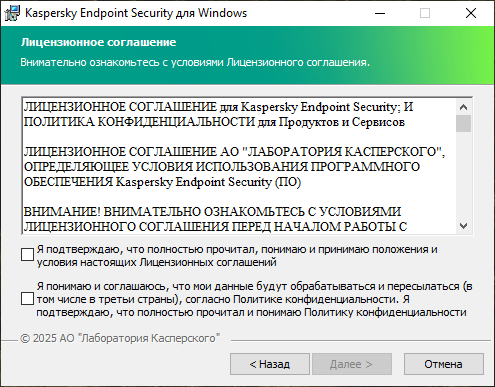 Kaspersky Endpoint Security для Windows
Лицензионное соглашение
Внимательно ознакомьтесь с условиями Лицензионного соглашения.
ЛИЦЕНЗИОННОЕ СОГЛАШЕНИЕ для Kaspersky Endpoint Security; И
ПОЛИТИКА КОНФИДЕНЦИАЛЬНОСТИ для Продуктов и Сервисов
ЛИЦЕНЗИОННОЕ СОГЛАШЕНИЕ АО "ЛАБОРАТОРИЯ КАСПЕРСКОГО",
ОПРЕДЕЛЯЮЩЕЕ УСЛОВИЯ ИСПОЛЬЗОВАНИЯ ПРОГРАММНОГО
ОБЕСПЕЧЕНИЯ Kaspersky Endpoint Security (ПО)
ВНИМАНИЕ! ВНИМАТЕЛЬНО ОЗНАКОМЬТЕСЬ С УСЛОВИЯМИ
ЛИЦЕНЗИОННОГО СОГЛАШЕНИЯ ПЕРЕД НАЧАЛОМ РАБОТЫ С
Я подтверждаю, что полностью прочитал, понимаю и принимаю положения и
условия настоящих Лицензионных соглашений
Я понимаю и соглашаюсь, что мои данные будут обрабатываться и пересылаться (в
том числе в третьи страны), согласно Политике конфиденциальности. Я
подтверждаю, что полностью прочитал и понимаю Политику конфиденциальности
© 2025 АО "Лаборатория Касперского"
< Назад
Далее >
Отмена